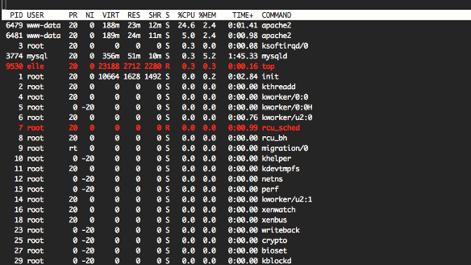 PID USER PR NI VIRT RES SHR S %CPU %MEM TIME+ COMMAND
6479 www-data 20 0 188m 23m 12m S 24.6 2.4 0:01.41 apache2
6481 www-data 20 0 189m 24m 11m S 5.0 2.4 0:00.98 apache2
3 root 20 0 0 0 0 S 0.3 0.0 0:00.88 ksoftirqd/0
3774 mysql 20 0 356m 51m 10m S 0.3 5.2 1:45.33 mysqld
9530 elle 20 0 23188 2712 2280 R 0.3 0.3 0:00.16 top
1 root 20 0 10664 1628 1492 S 0.0 0.2 0:02.84 init
2 root 20 0 0 0 0 S 0.0 0.0 0:00.00 kthreadd
4 root 20 0 0 0 0 S 0.0 0.0 0:00.00 kworker/0:0
5 root 0 -20 0 0 0 S 0.0 0.0 0:00.00 kworker/0:0H
6 root 20 0 0 0 0 S 0.0 0.0 0:00.76 kworker/u2:0
7 root 20 0 0 0 0 R 0.0 0.0 0:00.99 rcu_sched
8 root 20 0 0 0 0 S 0.0 0.0 0:00.00 rcu_bh
9 root rt 0 0 0 0 S 0.0 0.0 0:00.00 migration/0
10 root 0 -20 0 0 0 S 0.0 0.0 0:00.00 khelper
11 root 20 0 0 0 0 S 0.0 0.0 0:00.00 kdevtmpfs
12 root 0 -20 0 0 0 S 0.0 0.0 0:00.00 netns
13 root 0 -20 0 0 0 S 0.0 0.0 0:00.00 perf
14 root 20 0 0 0 0 S 0.0 0.0 0:00.00 kworker/u2:1
16 root 20 0 0 0 0 S 0.0 0.0 0:00.00 xenwatch
18 root 20 0 0 0 0 S 0.0 0.0 0:00.00 xenbus
23 root 0 -20 0 0 0 S 0.0 0.0 0:00.00 writeback
25 root 0 -20 0 0 0 S 0.0 0.0 0:00.00 crypto
27 root 0 -20 0 0 0 S 0.0 0.0 0:00.00 bioset
29 root 0 -20 0 0 0 S 0.0 0.0 0:00.00 kblockd